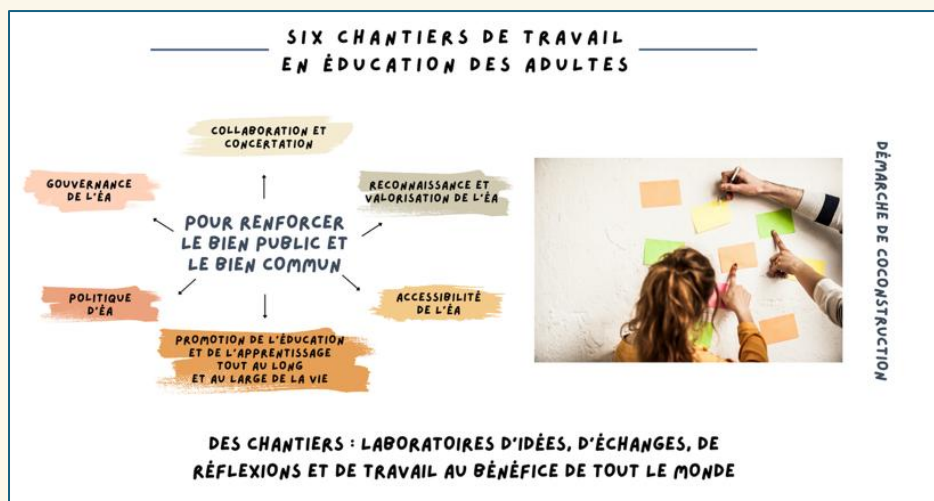 SIX CHANTIERS DE TRAVAIL
EN ÉDUCATION DES ADULTES
COLLABORATION ET
CONCERTATION
GOUVERNANCE
DE L'ÉA
RECONNAISSANCE ET
VALORISATION DE L'ÉA
POUR RENFORCER
LE BIEN PUBLIC ET
LE BIEN COMMUN
POLITIQUE
D'ÉA
ACCESSIBILITÉ
DE L'ÉA
PROMOTION DE L'ÉDUCATION
ET DE L'APPRENTISSAGE
TOUT AU LONG
ET AU LARGE DE LA VIE
DÉMARCHE DE COCONSTRUCTION
DES CHANTIERS : LABORATOIRES D'IDÉES, D'ÉCHANGES, DE
RÉFLEXIONS ET DE TRAVAIL AU BÉNÉFICE DE TOUT LE MONDE